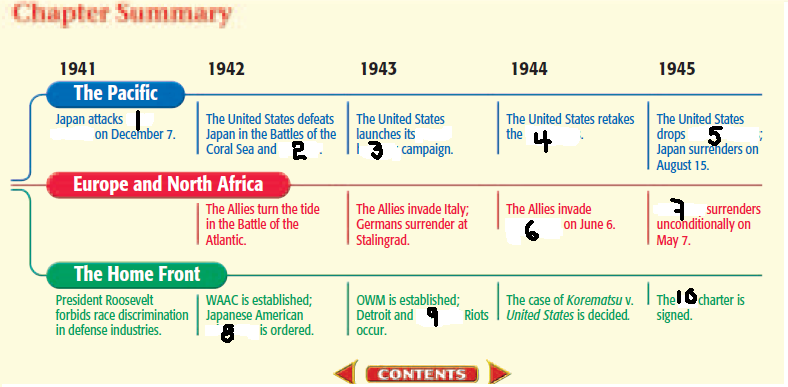 Chapter Summary
1941 1942 1943 1944 1945
The Pacific
Japan attacks 1
on December 7.
The United States defeats
Japan in the Battles of the
Coral Sea and 2 .
The United States
launches its
3 campaign.
The United States retakes
the 4 .
The United States
drops 5 ;
Japan surrenders on
August 15.
Europe and North Africa
The Allies turn the tide
in the Battle of the
Atlantic.
The Allies invade Italy;
Germans surrender at
Stalingrad.
The Allies invade
6 on June 6.
7 surrenders
unconditionally on
May 7.
The Home Front
President Roosevelt
forbids race discrimination
in defense industries.
WAAC is established;
Japanese American
8 is ordered.
OWM is established;
Detroit and 9 Riots
occur.
The case of Korematsu v.
United States is decided.
The 10 charter is
signed.
CONTENTS